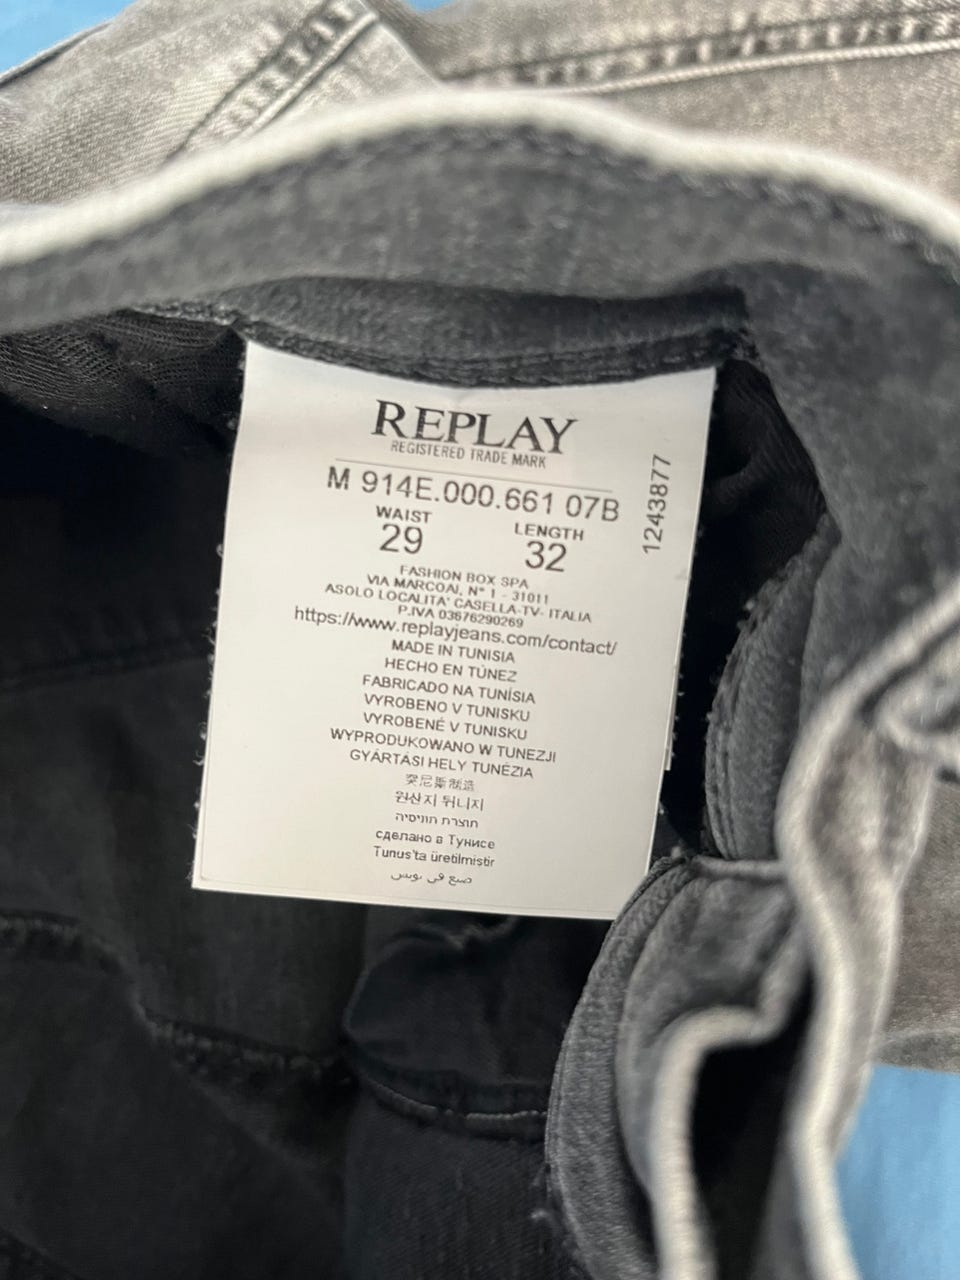 REPLAY
REGISTERED TRADE MARK
M 914E.000.661 07B
WAIST LENGTH
29 32
1243877
FASHION BOX SPA
VIA MARCOAI, N° 1 - 31011
ASOLO LOCALITA' CASELLA-TV- ITALIA
P.IVA 03676290269
https://www.replayjeans.com/contact/
MADE IN TUNISIA
HECHO EN TÚNEZ
FABRICADO NA TUNÍSIA
VYROBENO V TUNISKU
VYROBENÉ V TUNISKU
WYPRODUKOWANO W TUNEZJI
GYÁRTÁSI HELY TUNÉZIA
突尼斯制造
원산지 튀니지
תוצרת תוניסיה
сделано в Тунисе
Tunus'ta üretilmistir
صنع في تونس